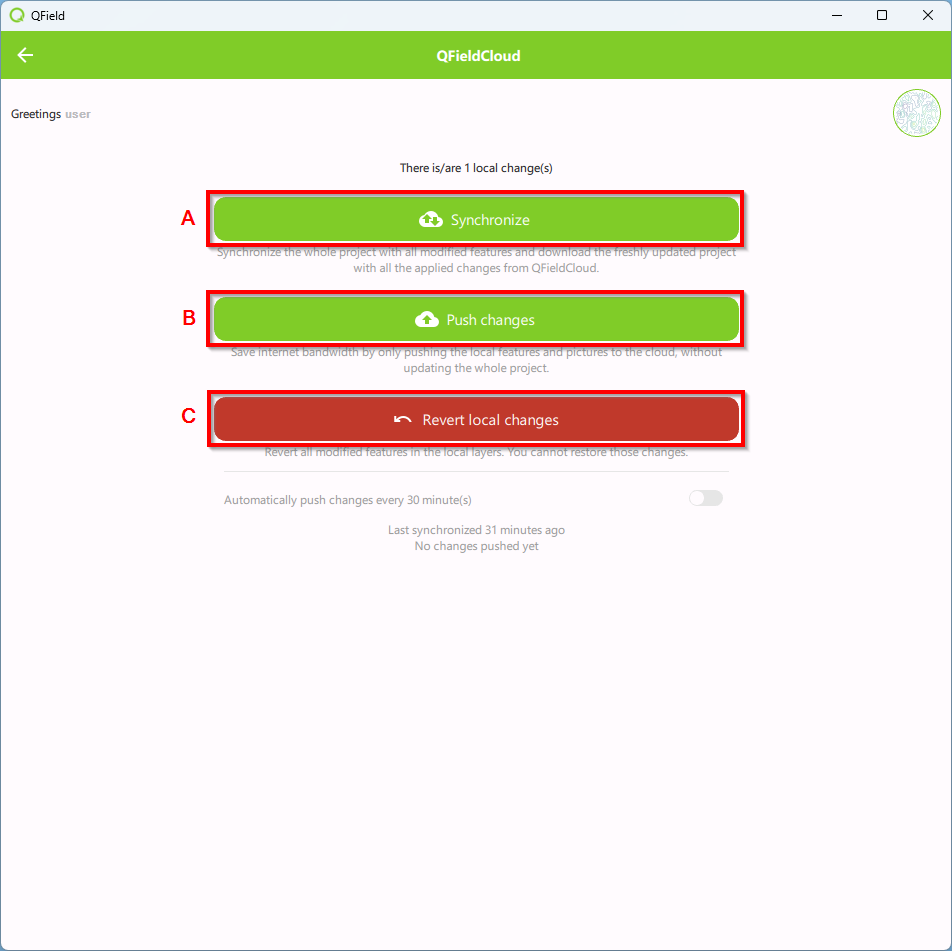 QField
QFieldCloud
Greetings user
There is/are 1 local change(s)
A
Synchronize
Synchronize the whole project with all modified features and download the freshly updated project
with all the applied changes from QFieldCloud.
B
Push changes
Save internet bandwidth by only pushing the local features and pictures to the cloud, without
updating the whole project.
C
Revert local changes
Revert all modified features in the local layers. You cannot restore those changes.
Automatically push changes every 30 minute(s)
Last synchronized 31 minutes ago
No changes pushed yet